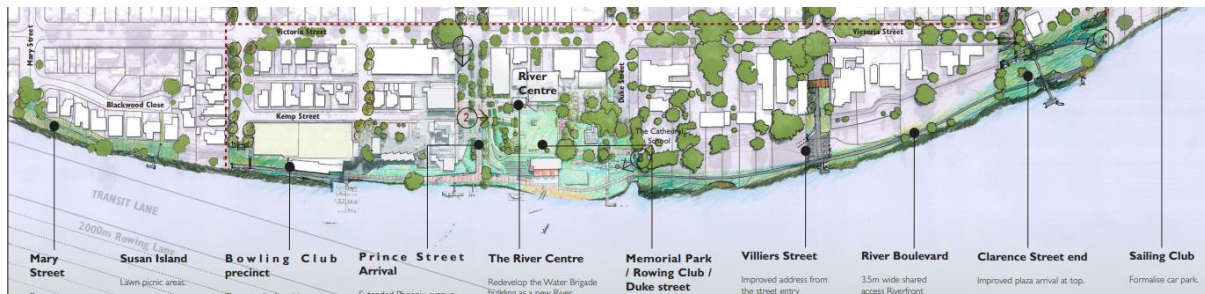 Mary Street
Victoria Street
Victoria Street
Blackwood Close
Kemp Street
River
Centre
Duke Street
The Cathedral
School
2
TRANSIT LANE
2000m Rowing Lane
Mary
Street
Susan Island
Lawn picnic areas.
Bowling Club
precinct
Prince Street
Arrival
The River Centre
Redevelop the Water Brigade
building as a new River
Memorial Park
/ Rowing Club /
Duke street
Villiers Street
Improved address from
the street entry
River Boulevard
3.5m wide shared
access Riverfront
Clarence Street end
Improved plaza arrival at top.
Sailing Club
Formalise car park.